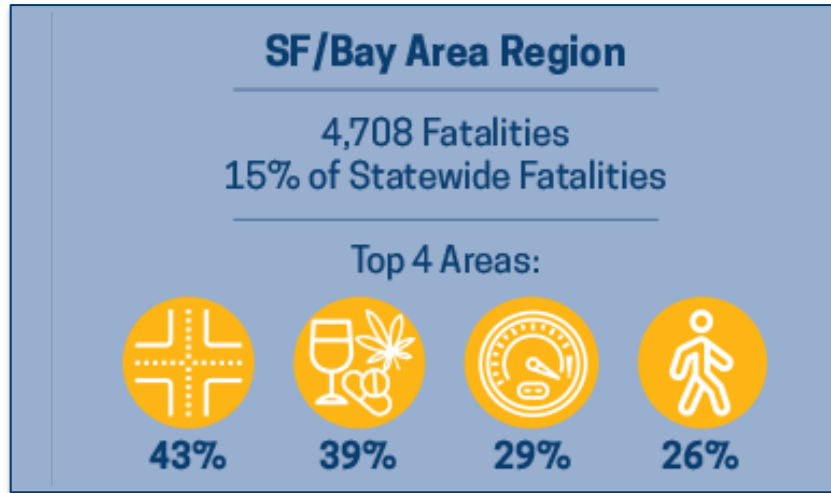 SF/Bay Area Region
4,708 Fatalities
15% of Statewide Fatalities
Top 4 Areas:
43% 39% 29% 26%